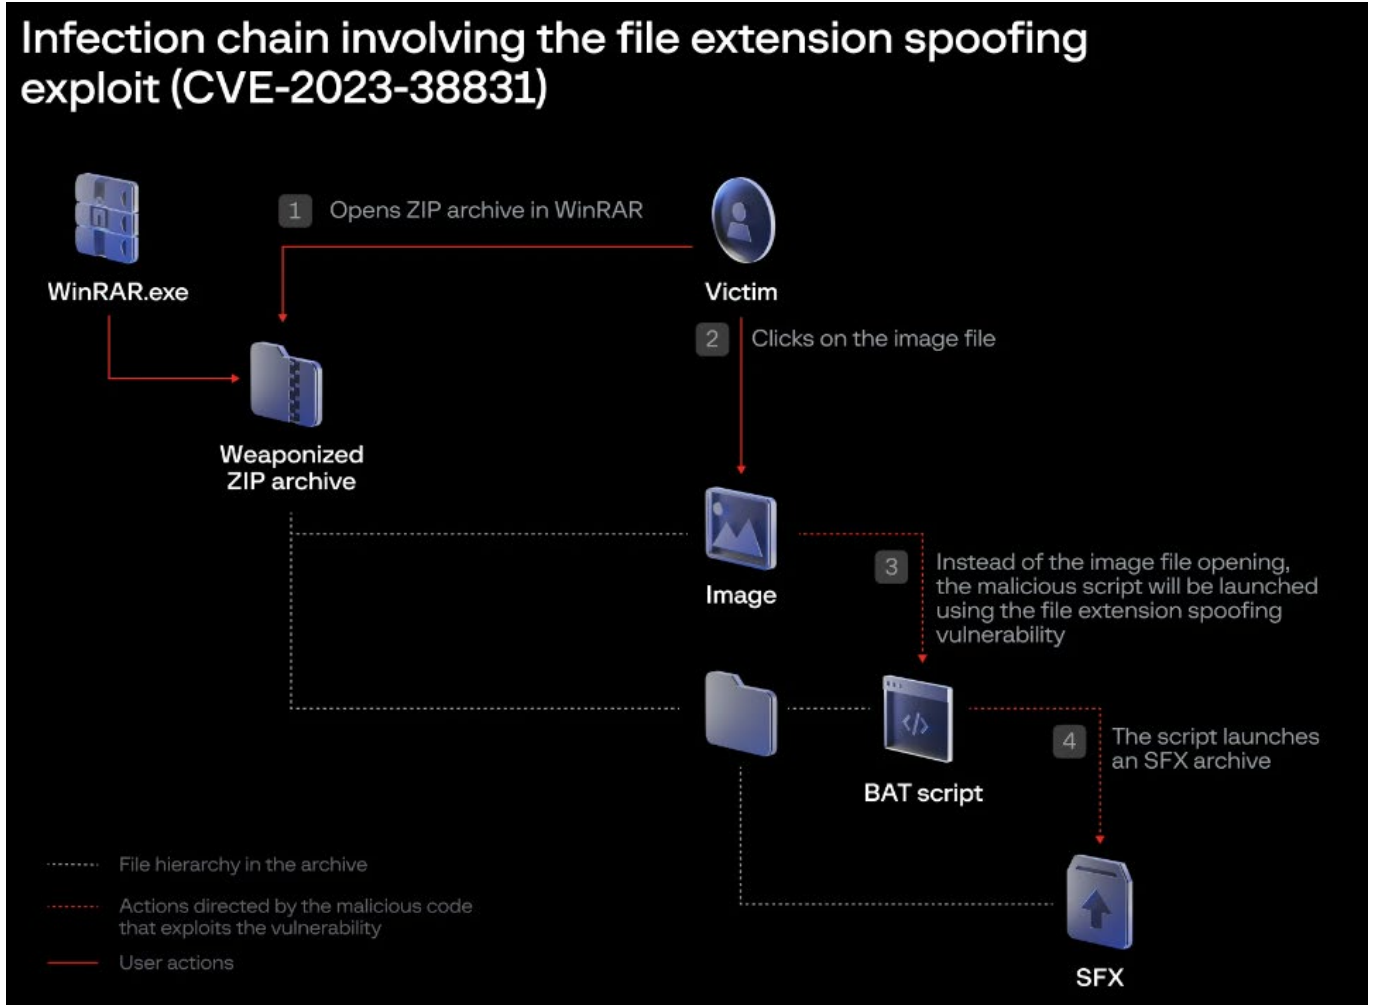 Infection chain involving the file extension spoofing
exploit (CVE-2023-38831)
1
Opens ZIP archive in WinRAR
WinRAR.exe
Victim
2
Clicks on the image file
Weaponized
ZIP archive
Image
3
Instead of the image file opening,
the malicious script will be launched
using the file extension spoofing
vulnerability
</>
BAT script
4
The script launches
an SFX archive
File hierarchy in the archive
Actions directed by the malicious code
that exploits the vulnerability
User actions
SFX